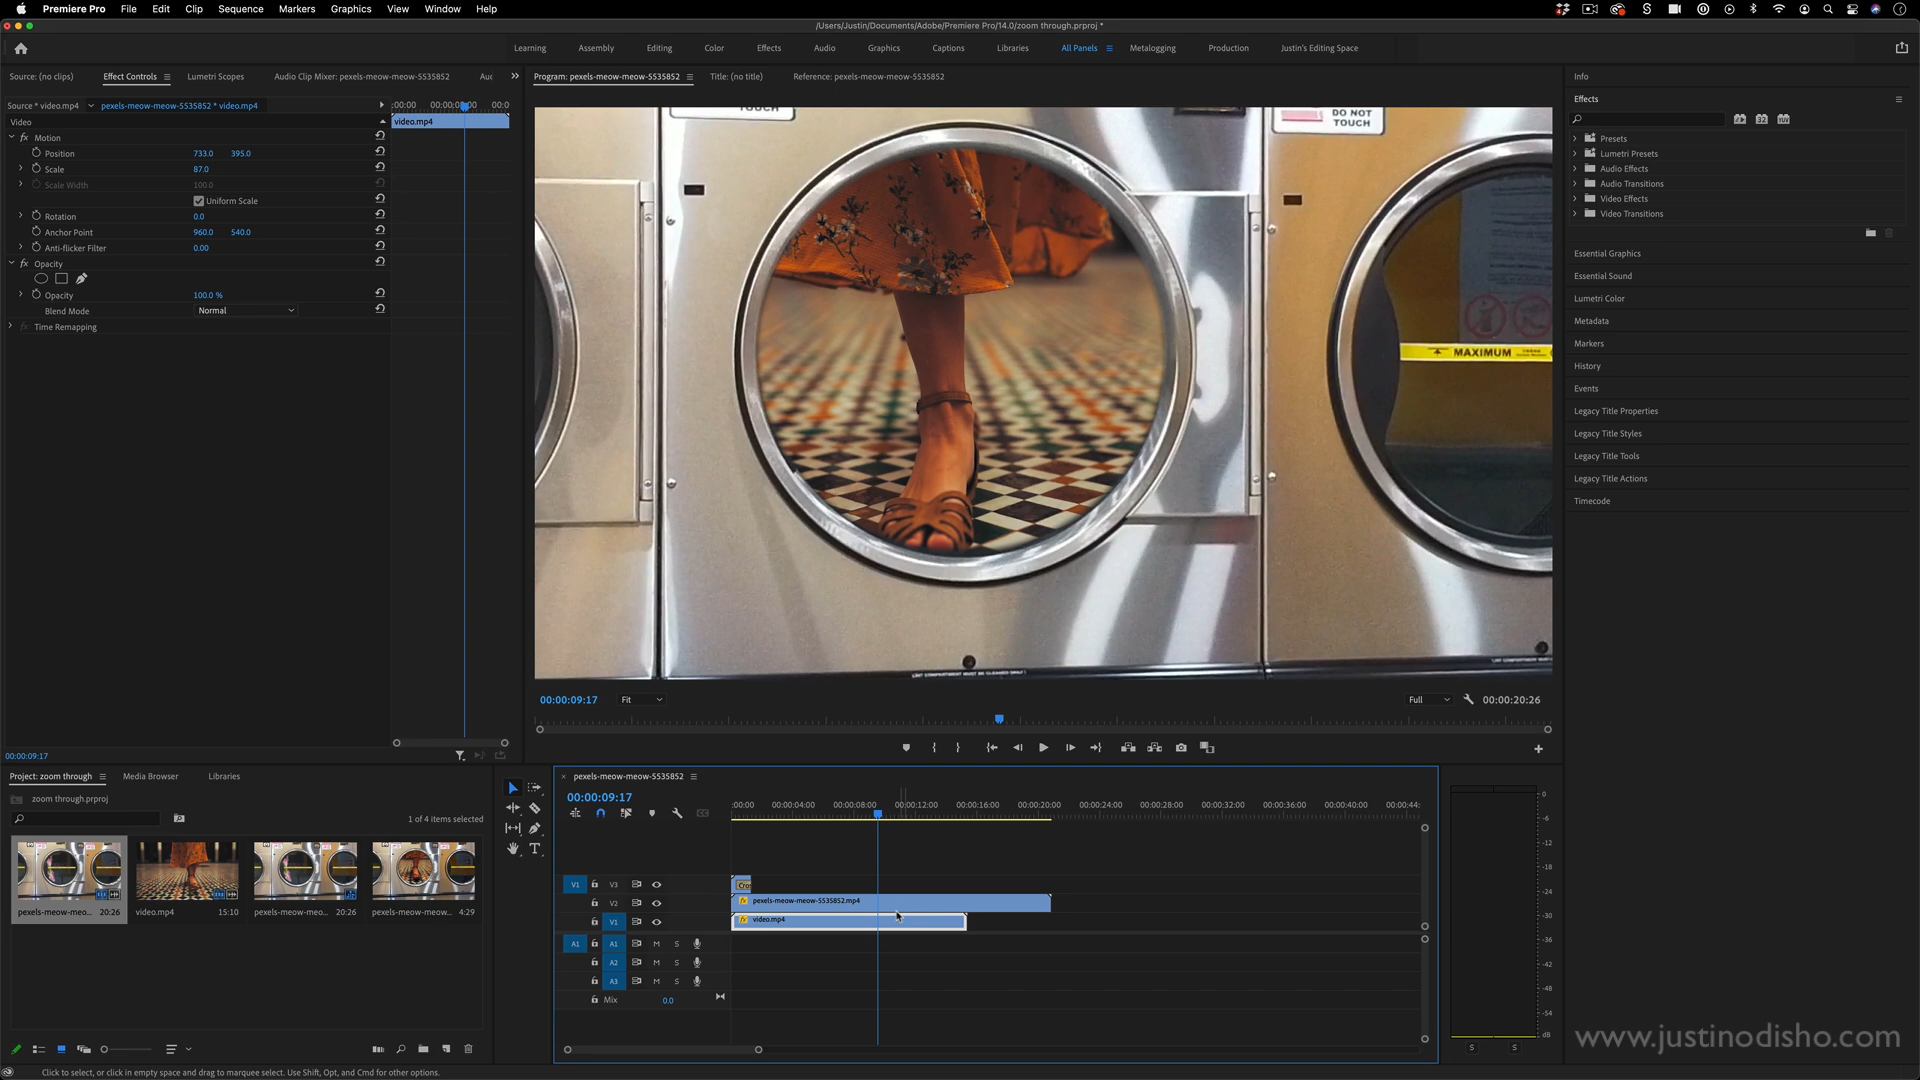 Premiere Pro File Edit Clip Sequence Markers Graphics View Window Help
/Users/Justin/Documents/Adobe/Premiere Pro/14.0/zoom through.prproj *
Learning Assembly Editing Color Effects Audio Graphics Captions Libraries All Panels Metalogging Production Justin's Editing Space
Source: (no clips) Effect Controls Lumetri Scopes Audio Clip Mixer: pexels-meow-meow-5535852 Au
Source * video.mp4 pexels-meow-meow-5535852 * video.mp4
Video
video.mp4
Motion
Position 733.0 395.0
Scale 87.0
Scale Width 100.0
Uniform Scale
Rotation 0.0
Anchor Point 960.0 540.0
Anti-flicker Filter 0.00
Opacity
Opacity 100.0 %
Blend Mode Normal
Time Remapping
00:00:09:17
Program: pexels-meow-meow-5535852 Title: (no title) Reference: pexels-meow-meow-5535852
TOUCH
DO NOT
TOUCH
MAXIMUM
00:00:09:17 Fit Full 00:00:20:26
Info
Effects
Presets
Lumetri Presets
Audio Effects
Audio Transitions
Video Effects
Video Transitions
Essential Graphics
Essential Sound
Lumetri Color
Metadata
Markers
History
Events
Legacy Title Properties
Legacy Title Styles
Legacy Title Tools
Legacy Title Actions
Timecode
Project: zoom through Media Browser Libraries
zoom through.prproj
1 of 4 items selected
pexels-meow-meo... 20:26 video.mp4 15:10 pexels-meow-meo... 20:26 pexels-meow-meow... 4:29
pexels-meow-meow-5535852
00:00:09:17
:00:00 00:00:04:00 00:00:08:00 00:00:12:00 00:00:16:00 00:00:20:00 00:00:24:00 00:00:28:00 00:00:32:00 00:00:36:00 00:00:40:00 00:00:44:
V1 V3 Cros
V2 pexels-meow-meow-5535852.mp4
V1 video.mp4
A1 A1 M S
A2 M S
A3 M S
Mix 0.0
0
-6
-12
-18
-24
-30
-36
-42
-48
-54
dB
S S
www.justinodisho.com
Click to select, or click in empty space and drag to marquee select. Use Shift, Opt, and Cmd for other options.